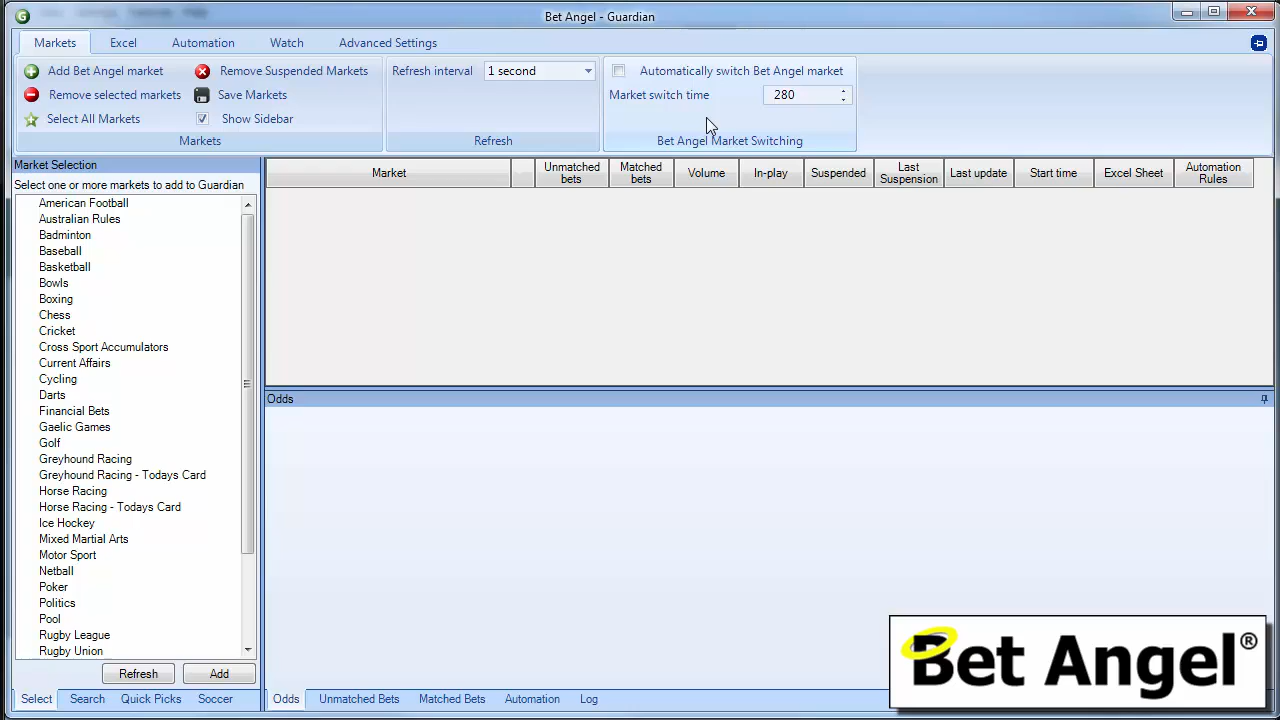 Bet Angel - Guardian
Markets Excel Automation Watch Advanced Settings
Add Bet Angel market
Remove Suspended Markets
Remove selected markets
Save Markets
Select All Markets
Show Sidebar
Markets
Refresh interval 1 second
Refresh
Automatically switch Bet Angel market
Market switch time 280
Bet Angel Market Switching
Market Selection
Select one or more markets to add to Guardian
American Football
Australian Rules
Badminton
Baseball
Basketball
Bowls
Boxing
Chess
Cricket
Cross Sport Accumulators
Current Affairs
Cycling
Darts
Financial Bets
Gaelic Games
Golf
Greyhound Racing
Greyhound Racing - Todays Card
Horse Racing
Horse Racing - Todays Card
Ice Hockey
Mixed Martial Arts
Motor Sport
Netball
Poker
Politics
Pool
Rugby League
Rugby Union
Refresh Add
Select Search Quick Picks Soccer
Market
Unmatched bets
Matched bets
Volume
In-play
Suspended
Last Suspension
Last update
Start time
Excel Sheet
Automation Rules
Odds
Odds Unmatched Bets Matched Bets Automation Log
Bet Angel®